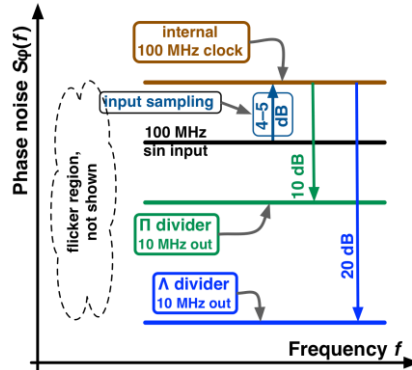 internal
100 MHz clock
input sampling
4–5
dB
100 MHz
sin input
10 dB
20 dB
Π divider
10 MHz out
Λ divider
10 MHz out
flicker region,
not shown
Phase noise Sφ(f)
Frequency f